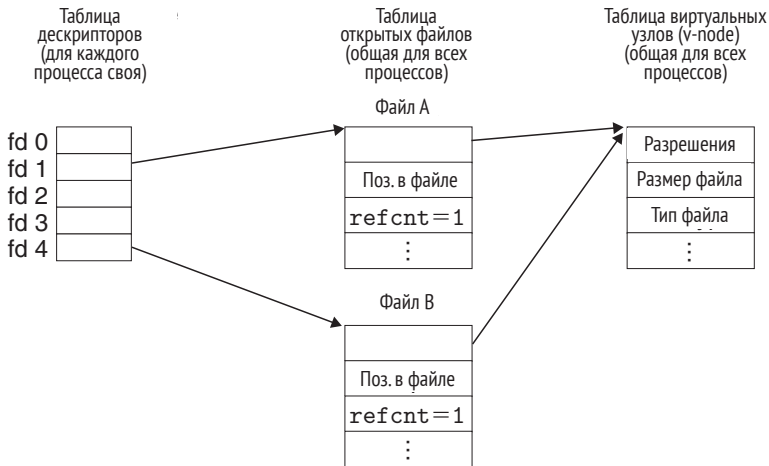 Таблица
дескрипторов
(для каждого
процесса своя)
Таблица
открытых файлов
(общая для всех
процессов)
Таблица виртуальных
узлов (v-node)
(общая для всех
процессов)
Файл A
fd 0
fd 1
fd 2
fd 3
fd 4
Поз. в файле
refcnt=1
⋮
Разрешения
Размер файла
Тип файла
⋮
Файл B
Поз. в файле
refcnt=1
⋮